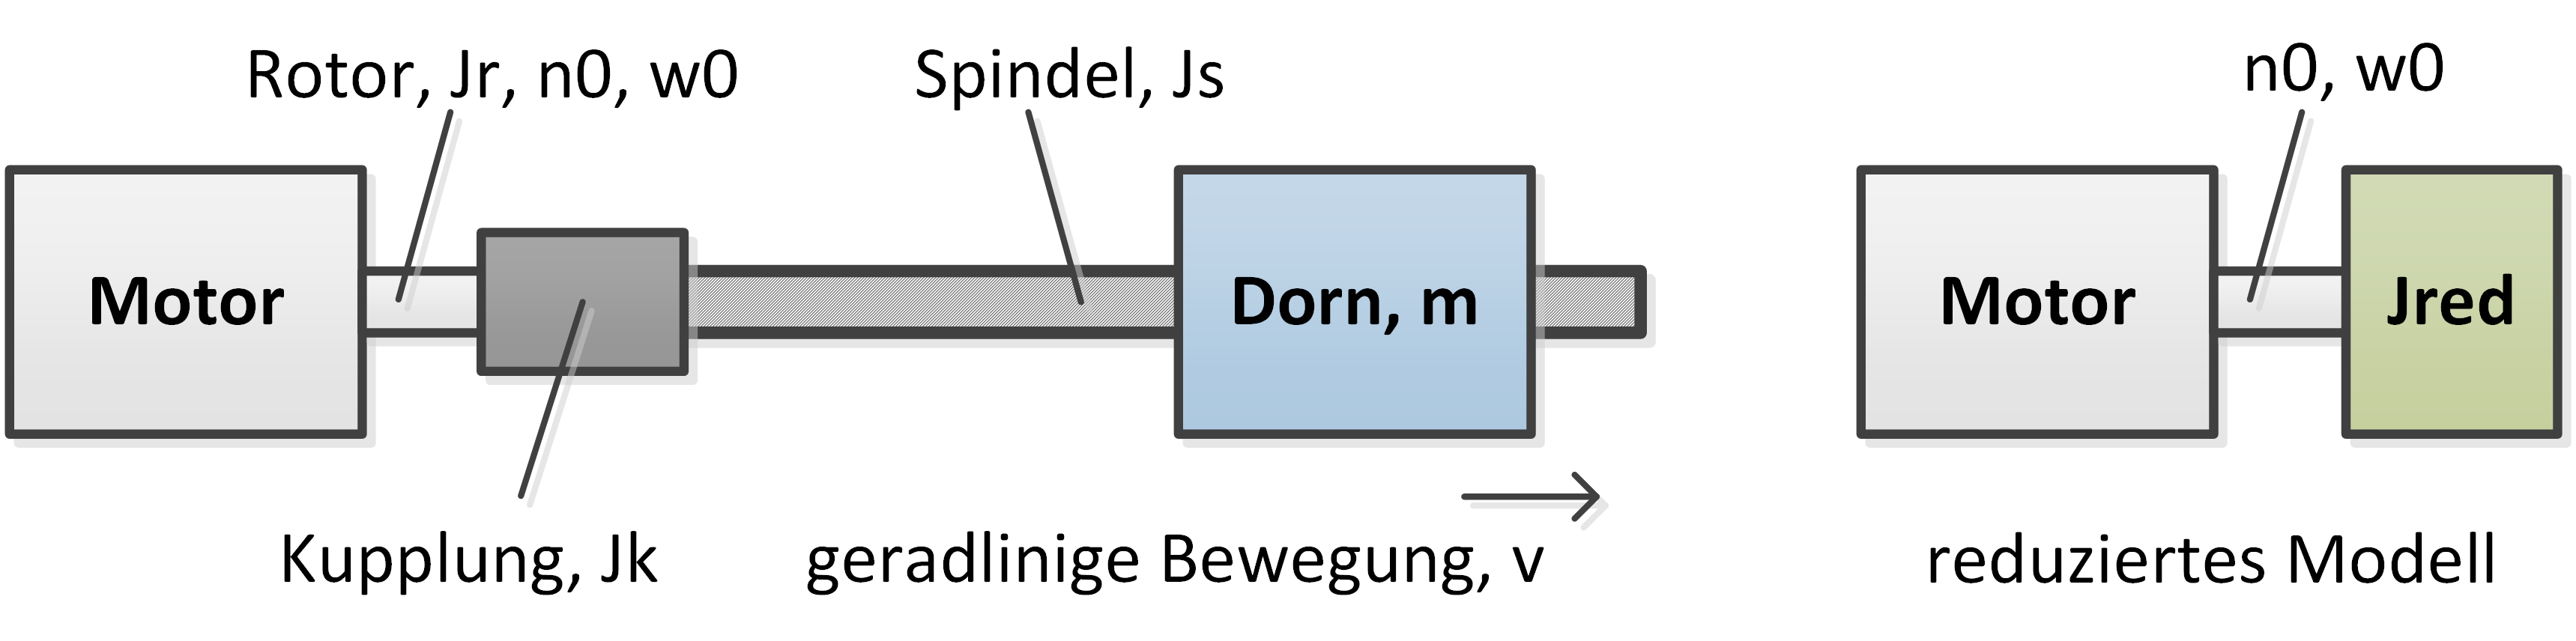 Rotor, Jr, n0, w0
Spindel, Js
n0, w0
Motor
Dorn, m
Motor
Jred
Kupplung, Jk
geradlinige Bewegung, v
reduziertes Modell